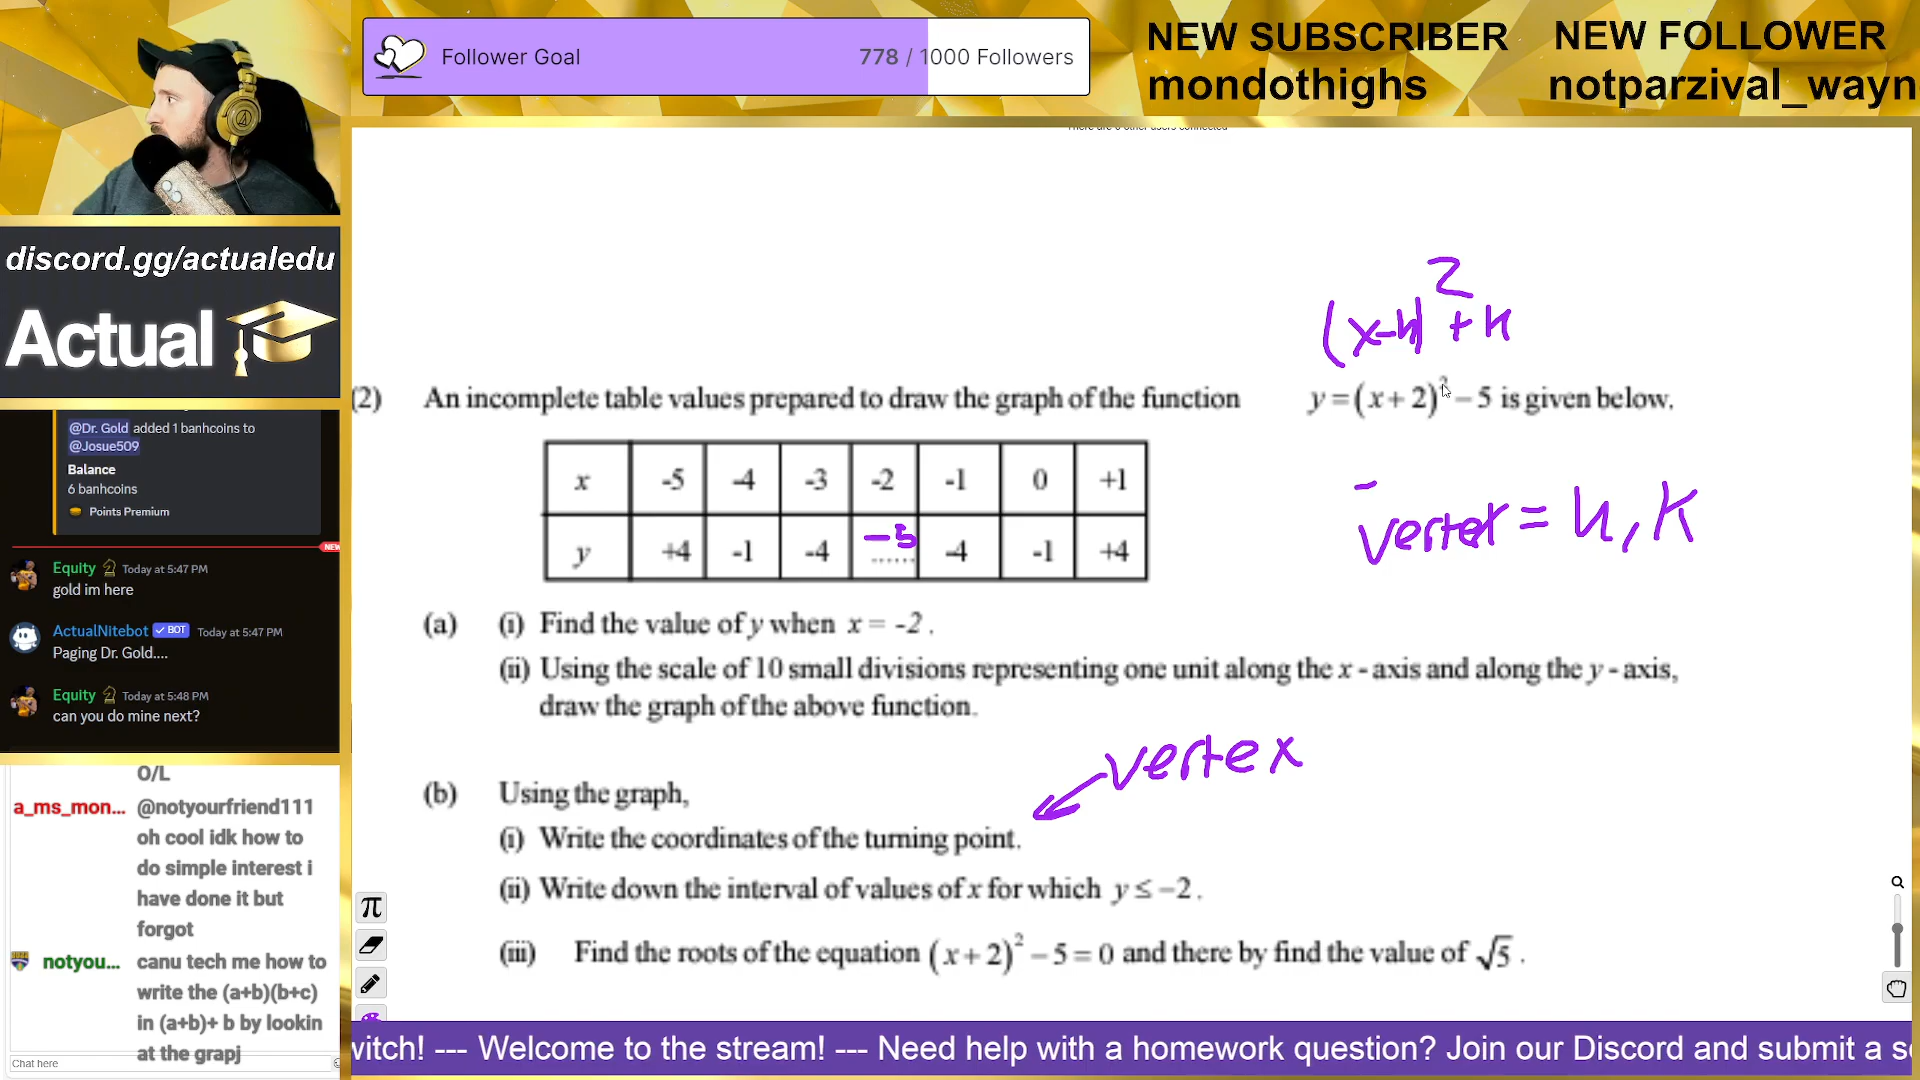 Follower Goal 778 / 1000 Followers
NEW SUBSCRIBER
mondothighs
NEW FOLLOWER
notparzival_wayn
There are 6 other users connected
discord.gg/actualedu
Actual
@Dr. Gold added 1 banhcoins to
@Josue509
Balance
6 banhcoins
Points Premium
NEW
Equity Today at 5:47 PM
gold im here
ActualNitebot ✓ BOT Today at 5:47 PM
Paging Dr. Gold....
Equity Today at 5:48 PM
can you do mine next?
O/L
a_ms_mon... @notyourfriend111
oh cool idk how to
do simple interest i
have done it but
forgot
notyou... canu tech me how to
write the (a+b)(b+c)
in (a+b)+ b by lookin
at the grapj
Chat here
(x-h)² + k
(2) An incomplete table values prepared to draw the graph of the function y = (x + 2)² – 5 is given below.
x -5 -4 -3 -2 -1 0 +1
y +4 -1 -4 -5 ...... -4 -1 +4
vertex = h, k
(a) (i) Find the value of y when x = -2 .
(ii) Using the scale of 10 small divisions representing one unit along the x - axis and along the y - axis,
draw the graph of the above function.
vertex
(b) Using the graph,
(i) Write the coordinates of the turning point.
(ii) Write down the interval of values of x for which y ≤ –2 .
(iii) Find the roots of the equation (x + 2)² – 5 = 0 and there by find the value of √5 .
π
witch! --- Welcome to the stream! --- Need help with a homework question? Join our Discord and submit a s